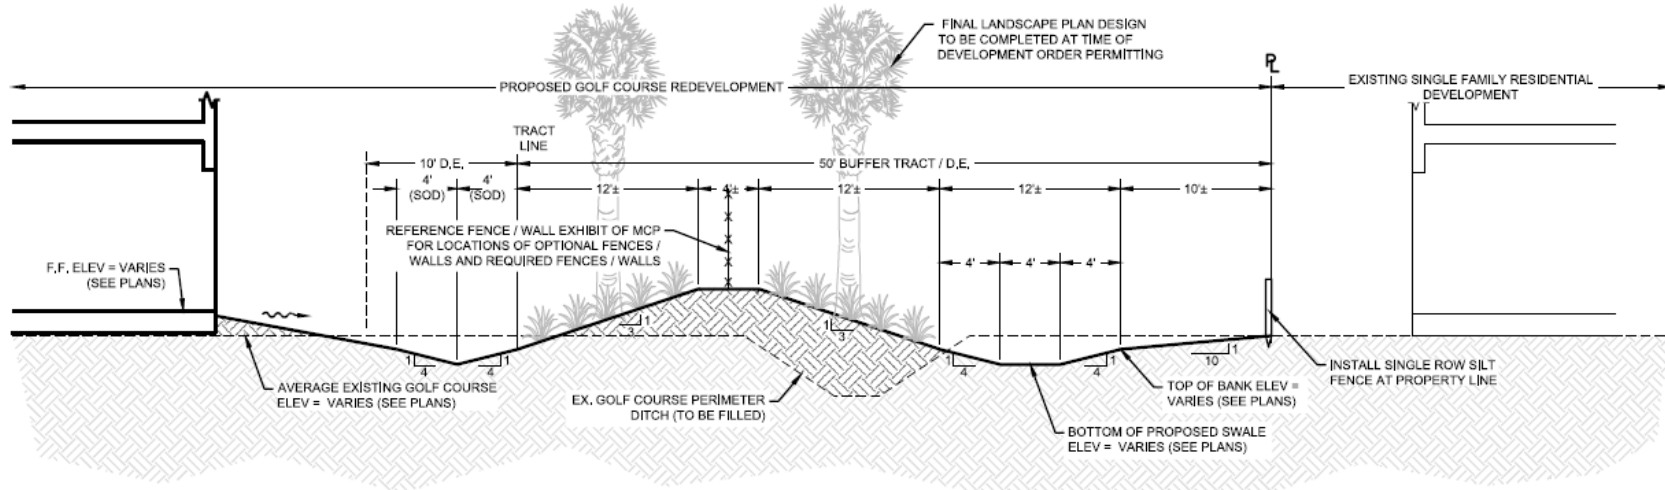 FINAL LANDSCAPE PLAN DESIGN
TO BE COMPLETED AT TIME OF
DEVELOPMENT ORDER PERMITTING
PL
PROPOSED GOLF COURSE REDEVELOPMENT
EXISTING SINGLE FAMILY RESIDENTIAL
DEVELOPMENT
TRACT
LINE
10' D.E.
50' BUFFER TRACT / D.E.
4'
(SOD)
4'
(SOD)
12'±
4'±
12'±
12'±
10'±
REFERENCE FENCE / WALL EXHIBIT OF MCP
FOR LOCATIONS OF OPTIONAL FENCES /
WALLS AND REQUIRED FENCES / WALLS
4'
4'
4'
F.F. ELEV = VARIES
(SEE PLANS)
1
3
1
3
1
4
1
4
1
4
1
4
1
10
AVERAGE EXISTING GOLF COURSE
ELEV = VARIES (SEE PLANS)
EX. GOLF COURSE PERIMETER
DITCH (TO BE FILLED)
TOP OF BANK ELEV =
VARIES (SEE PLANS)
INSTALL SINGLE ROW SILT
FENCE AT PROPERTY LINE
BOTTOM OF PROPOSED SWALE
ELEV = VARIES (SEE PLANS)